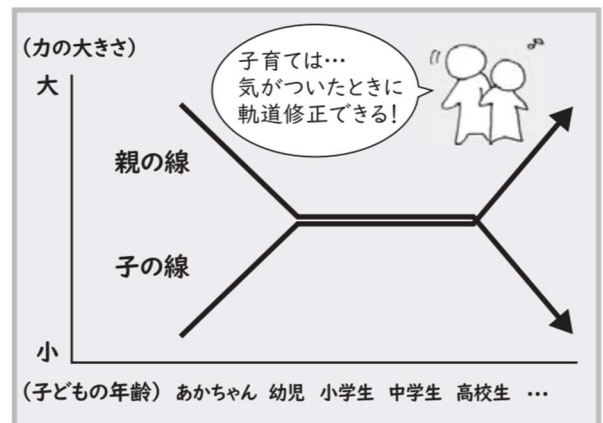 (力の大きさ)
大
子育ては…
気がついたときに
軌道修正できる!
親の線
子の線
小
(子どもの年齢) あかちゃん 幼児 小学生 中学生 高校生 …